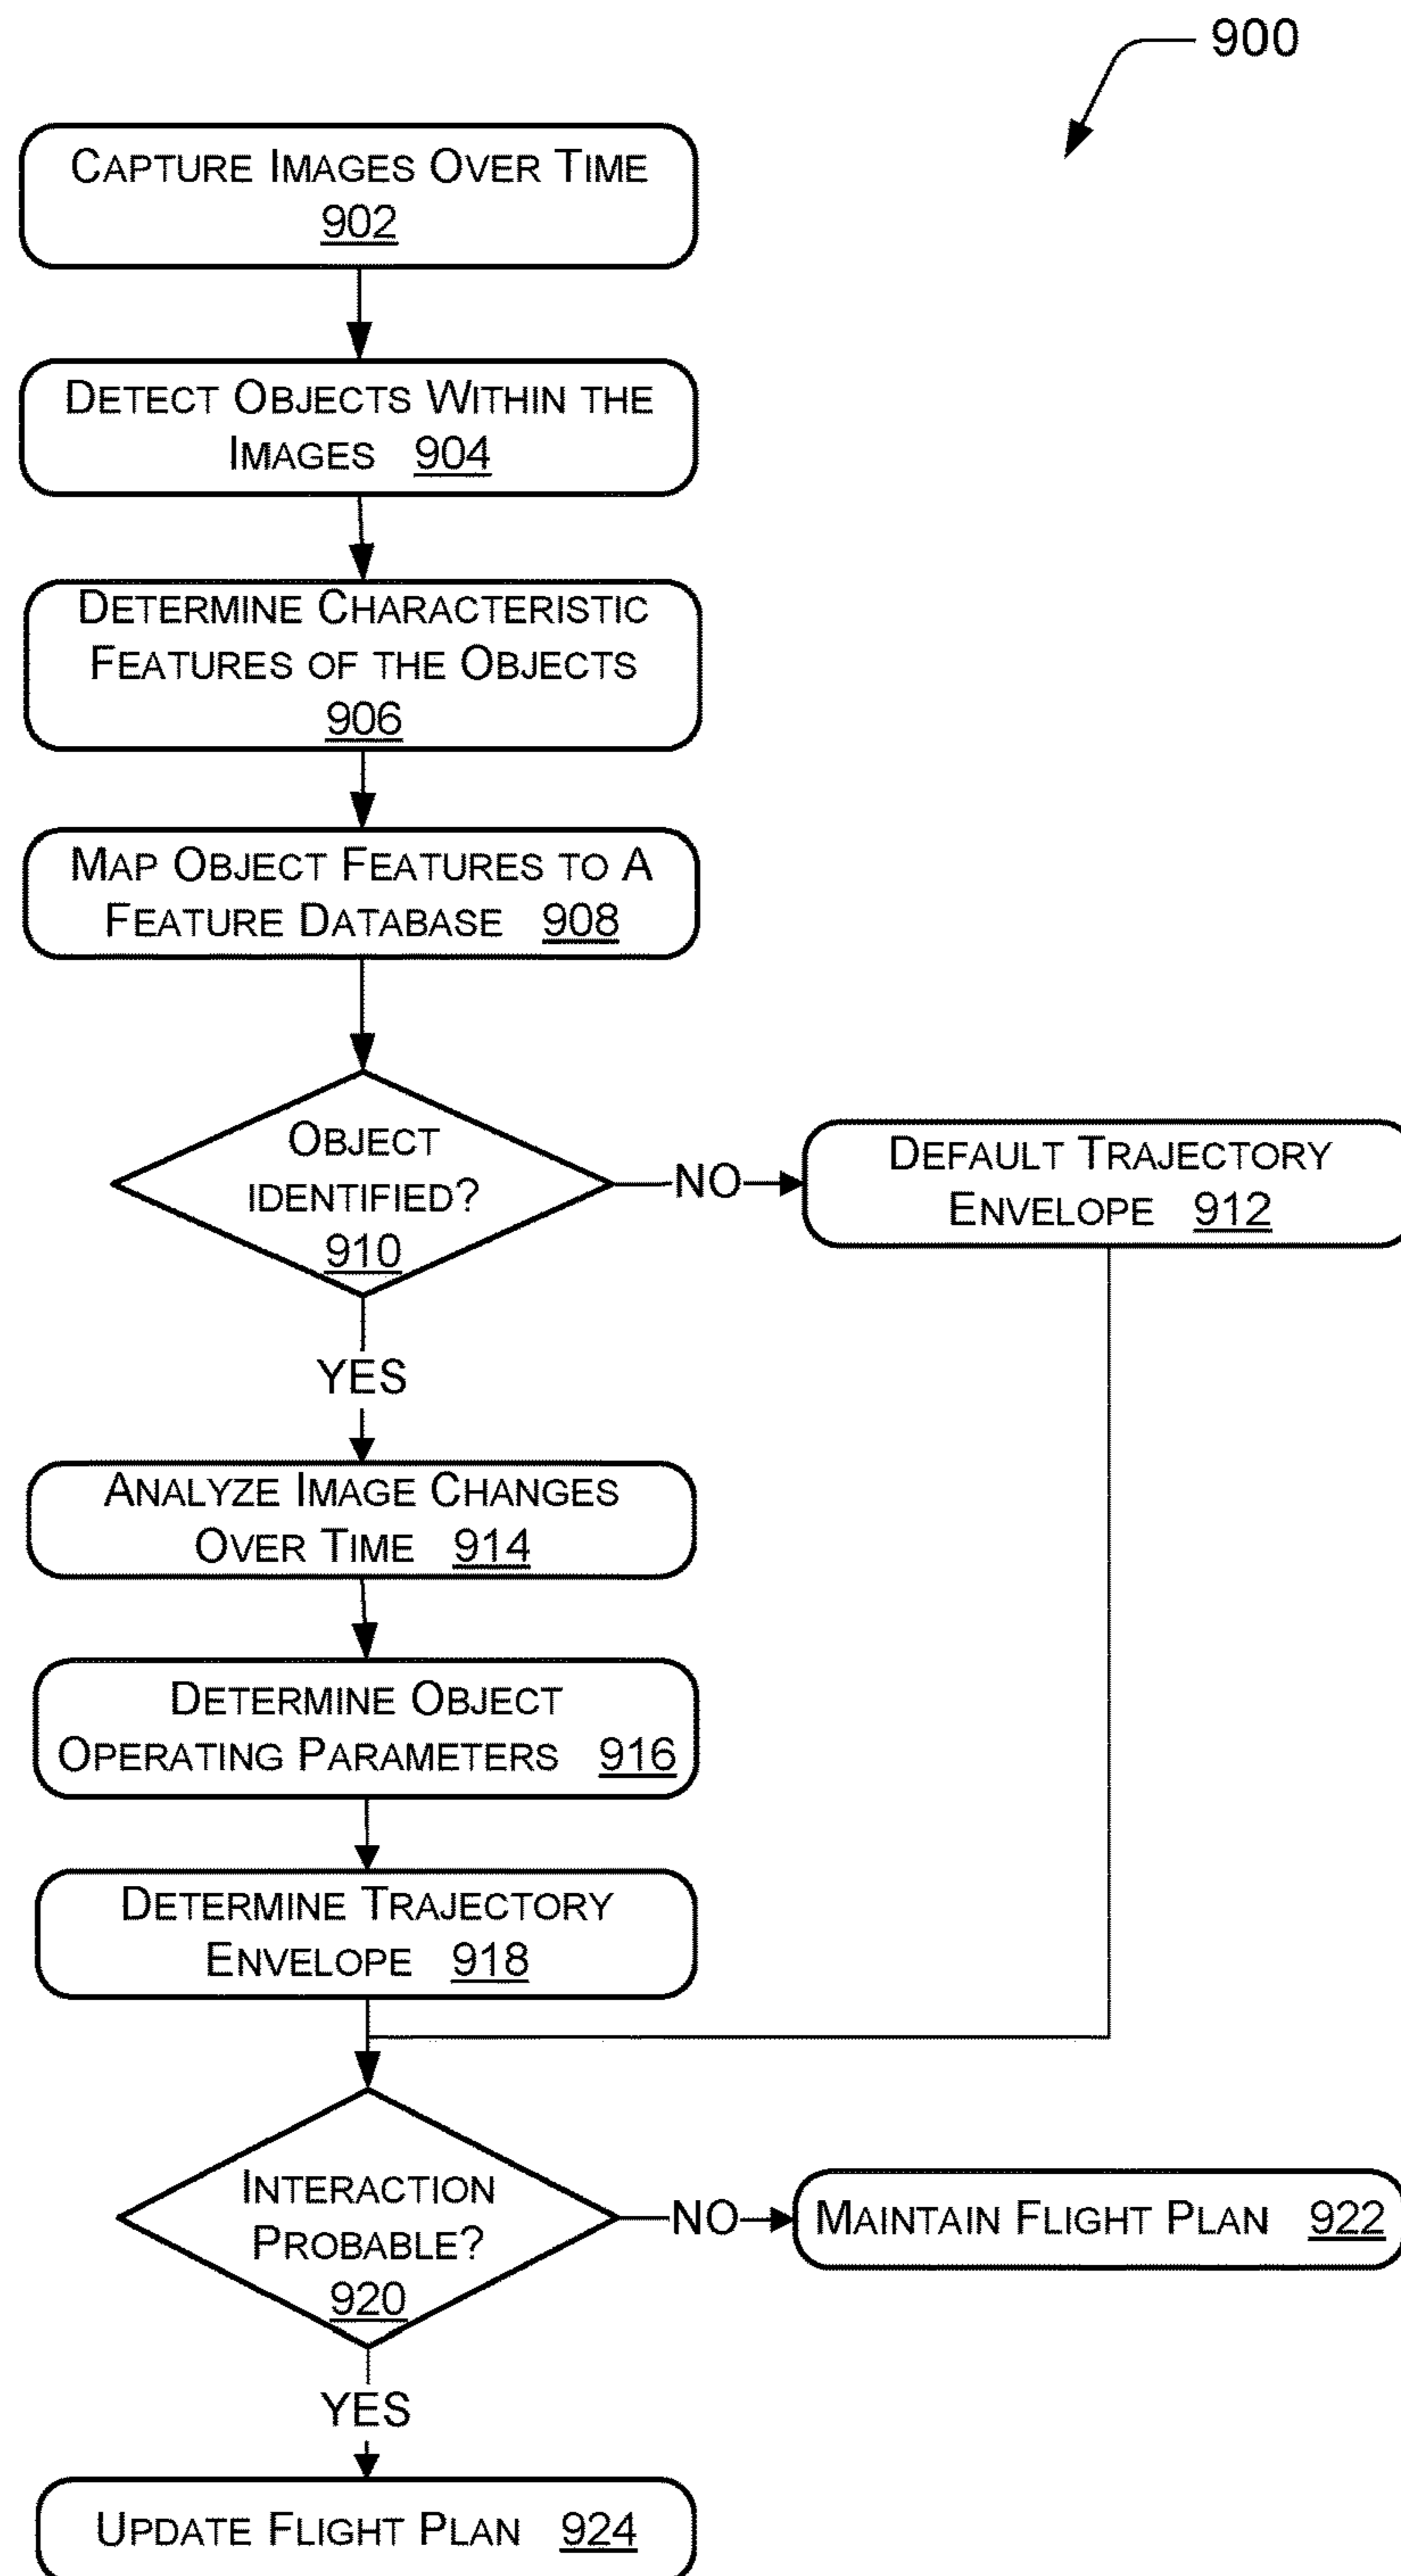 900
CAPTURE IMAGES OVER TIME
902
DETECT OBJECTS WITHIN THE
IMAGES 904
DETERMINE CHARACTERISTIC
FEATURES OF THE OBJECTS
906
MAP OBJECT FEATURES TO A
FEATURE DATABASE 908
OBJECT
IDENTIFIED?
910
NO
DEFAULT TRAJECTORY
ENVELOPE 912
YES
ANALYZE IMAGE CHANGES
OVER TIME 914
DETERMINE OBJECT
OPERATING PARAMETERS 916
DETERMINE TRAJECTORY
ENVELOPE 918
INTERACTION
PROBABLE?
920
NO
MAINTAIN FLIGHT PLAN 922
YES
UPDATE FLIGHT PLAN 924